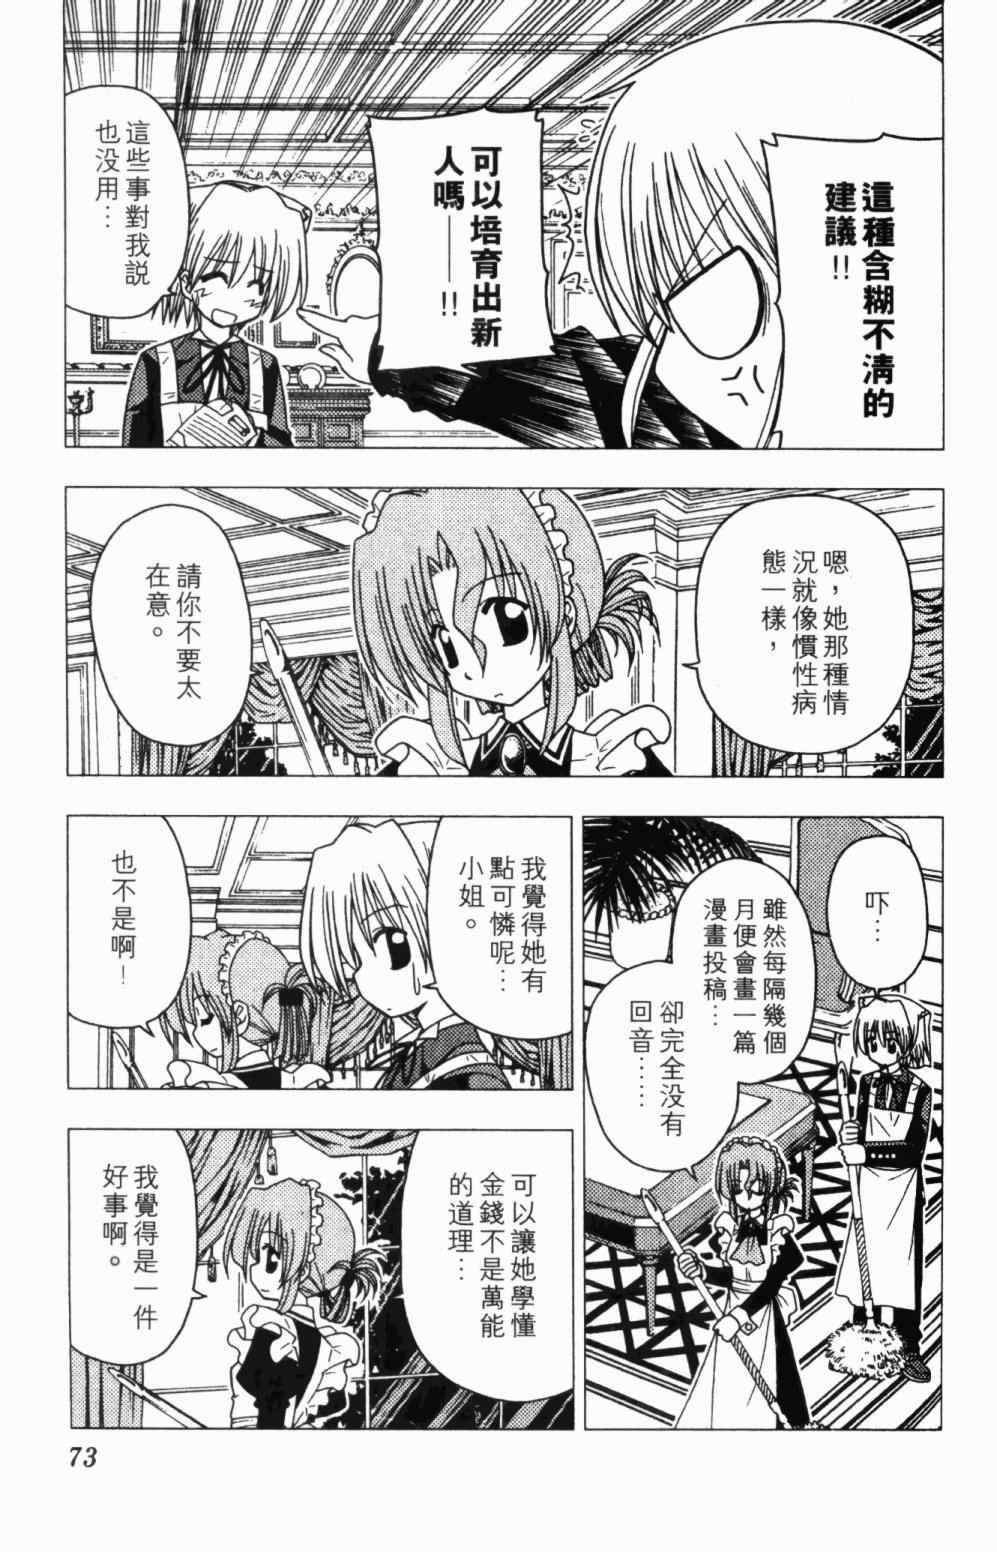 這種含糊不清的
建議!!
可以培育出新
人嗎——!!
這些事對我説
也没用…
嗯，她那種情
況就像慣性病
態一樣，
請你不要太
在意。
吓…
雖然每隔幾個
月便會畫一篇
漫畫投稿…
卻完全没有
回音……
我覺得她有
點可憐呢…
小姐。
也不是啊!
可以讓她學懂
金錢不是萬能
的道理…
我覺得是一件
好事啊。
73